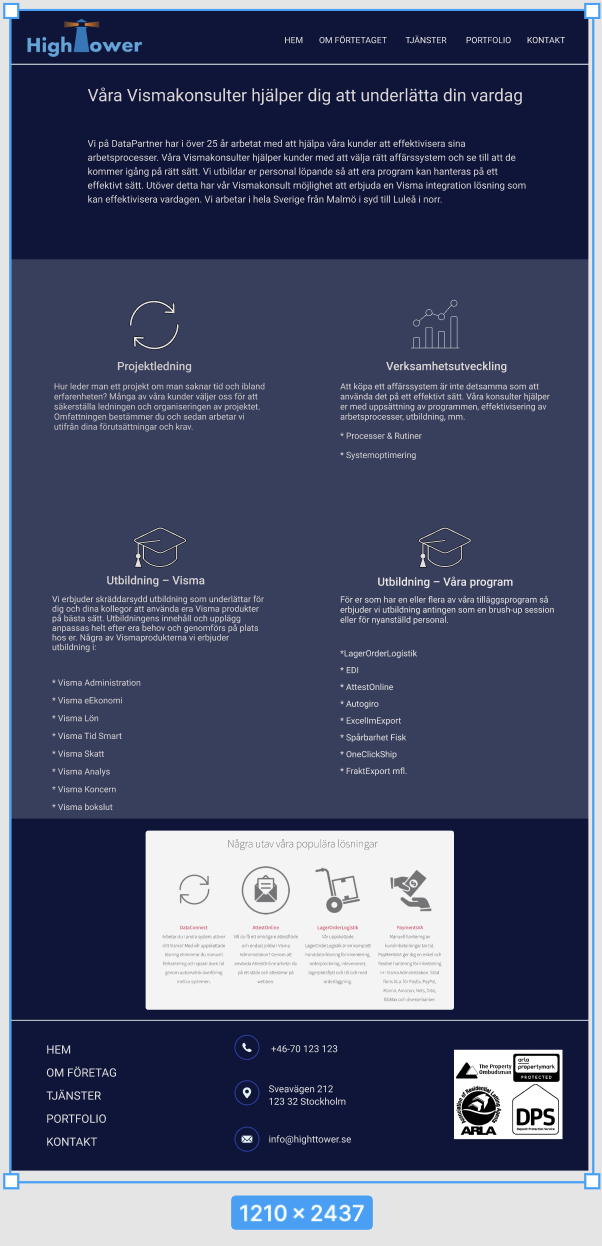 HighTower
HEM OM FÖRTETAGET TJÄNSTER PORTFOLIO KONTAKT
Våra Vismakonsulter hjälper dig att underlätta din vardag
Vi på DataPartner har i över 25 år arbetat med att hjälpa våra kunder att effektivisera sina
arbetsprocesser. Våra Vismakonsulter hjälper kunder med att välja rätt affärssystem och se till att de
kommer igång på rätt sätt. Vi utbildar er personal löpande så att era program kan hanteras på ett
effektivt sätt. Utöver detta har vår Vismakonsult möjlighet att erbjuda en Visma integration lösning som
kan effektivisera vardagen. Vi arbetar i hela Sverige från Malmö i syd till Luleå i norr.
Projektledning
Hur leder man ett projekt om man saknar tid och ibland
erfarenheten? Många av våra kunder väljer oss för att
säkerställa ledningen och organiseringen av projektet.
Omfattningen bestämmer du och sedan arbetar vi
utifrån dina förutsättningar och krav.
Verksamhetsutveckling
Att köpa ett affärssystem är inte detsamma som att
använda det på ett effektivt sätt. Våra konsulter hjälper
er med uppsättning av programmen, effektivisering av
arbetsprocesser, utbildning, mm.
* Processer & Rutiner
* Systemoptimering
Utbildning – Visma
Vi erbjuder skräddarsydd utbildning som underlättar för
dig och dina kollegor att använda era Visma produkter
på bästa sätt. Utbildningens innehåll och upplägg
anpassas helt efter era behov och genomförs på plats
hos er. Några av Vismaprodukterna vi erbjuder
utbildning i:
* Visma Administration
* Visma eEkonomi
* Visma Lön
* Visma Tid Smart
* Visma Skatt
* Visma Analys
* Visma Koncern
* Visma bokslut
Utbildning – Våra program
För er som har en eller flera av våra tilläggsprogram så
erbjuder vi utbildning antingen som en brush-up session
eller för nyanställd personal.
*LagerOrderLogistik
* EDI
* AttestOnline
* Autogiro
* ExcelImExport
* Spårbarhet Fisk
* OneClickShip
* FraktExport mfl.
Några utav våra populära lösningar
DataConnect
AttestOnline
LagerOrderLogistik
HEM
OM FÖRETAG
TJÄNSTER
PORTFOLIO
KONTAKT
+46-70 123 123
Sveavägen 212
123 32 Stockholm
info@highttower.se
The Property
Ombudsman
arla
propertymark
PROTECTED
ARLA
DPS
1210 × 2437